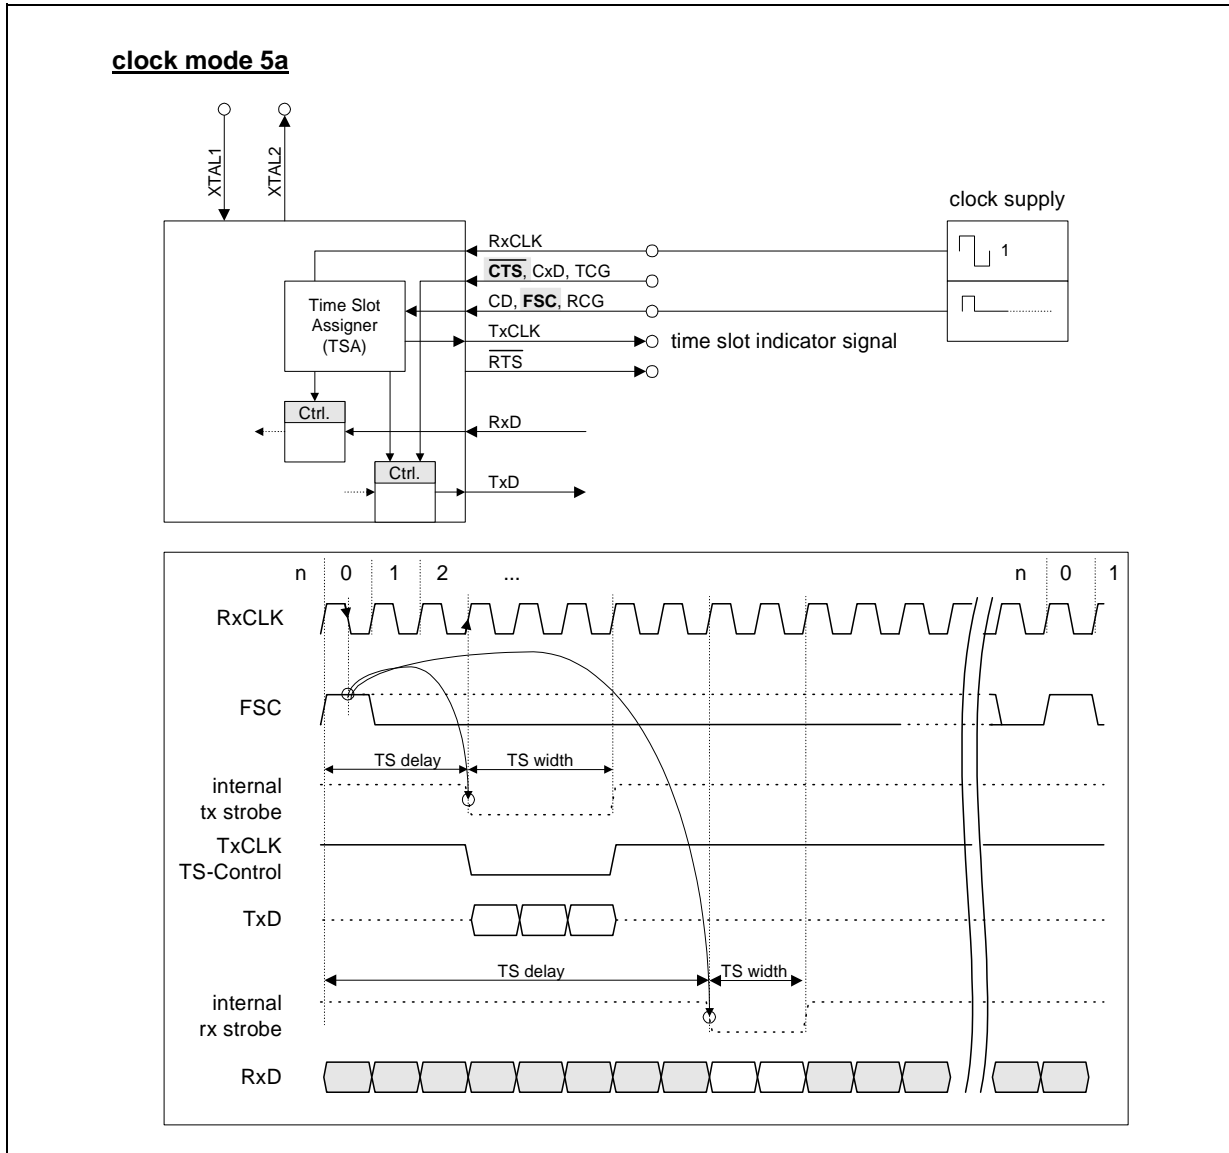 clock mode 5a
XTAL1
XTAL2
clock supply
RxCLK
1
CTS, CxD, TCG
CD, FSC, RCG
Time Slot
Assigner
(TSA)
TxCLK
time slot indicator signal
RTS
Ctrl.
RxD
Ctrl.
TxD
n 0 1 2 ... n 0 1
RxCLK
FSC
TS delay TS width
internal
tx strobe
TxCLK
TS-Control
TxD
TS delay TS width
internal
rx strobe
RxD